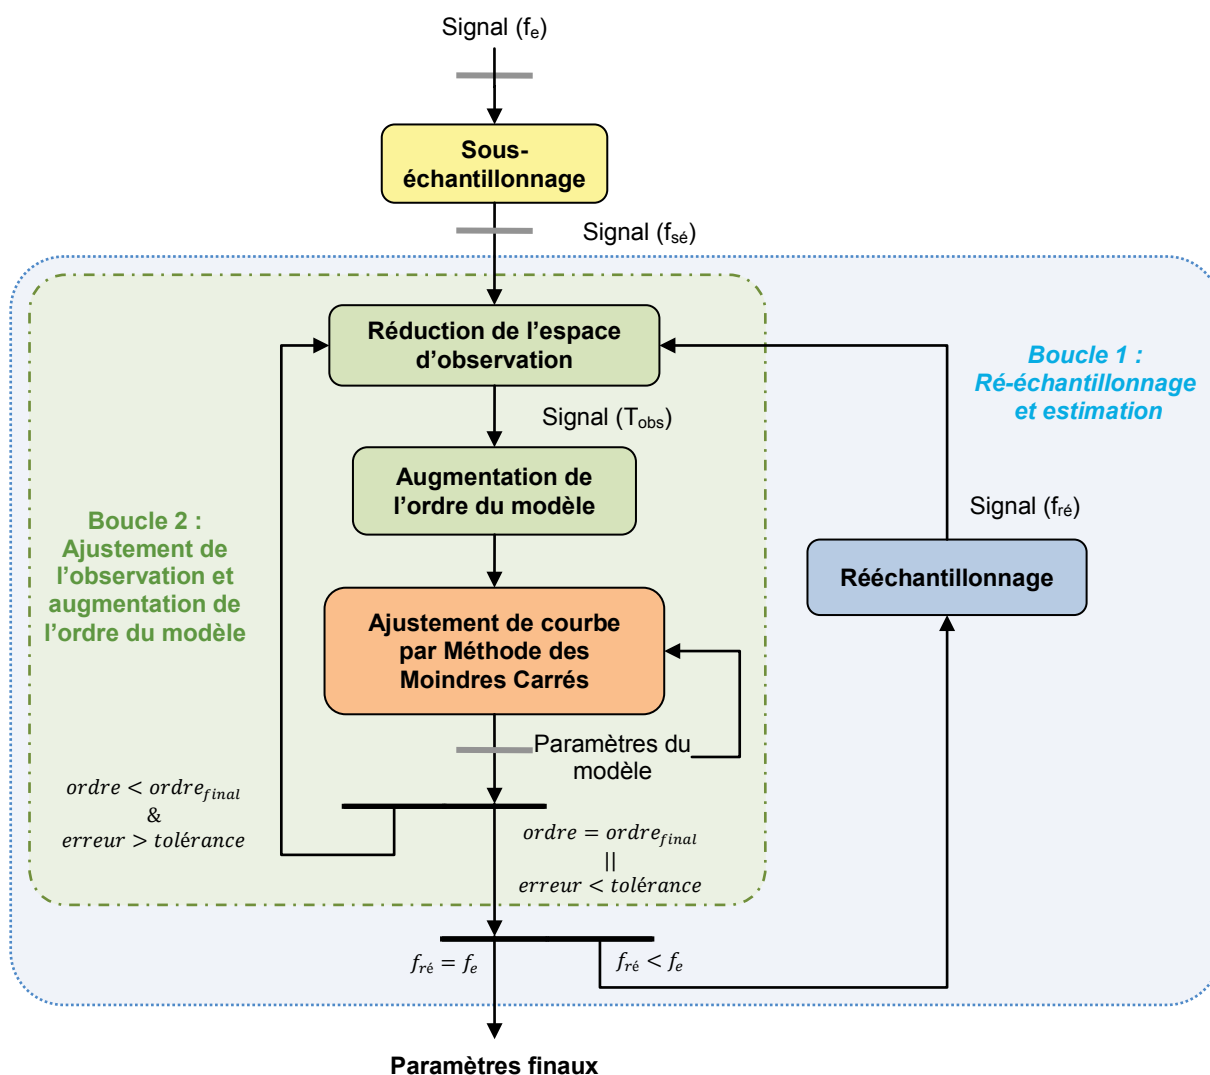 Signal (fe)
Sous-
échantillonnage
Signal (fsé)
Réduction de l'espace
d'observation
Boucle 1 :
Ré-échantillonnage
et estimation
Signal (Tobs)
Augmentation de
l'ordre du modèle
Signal (fré)
Boucle 2 :
Ajustement de
l'observation et
augmentation de
l'ordre du modèle
Rééchantillonnage
Ajustement de courbe
par Méthode des
Moindres Carrés
Paramètres du
modèle
ordre < ordrefinal
&
erreur > tolérance
ordre = ordrefinal
||
erreur < tolérance
fré = fe
fré < fe
Paramètres finaux